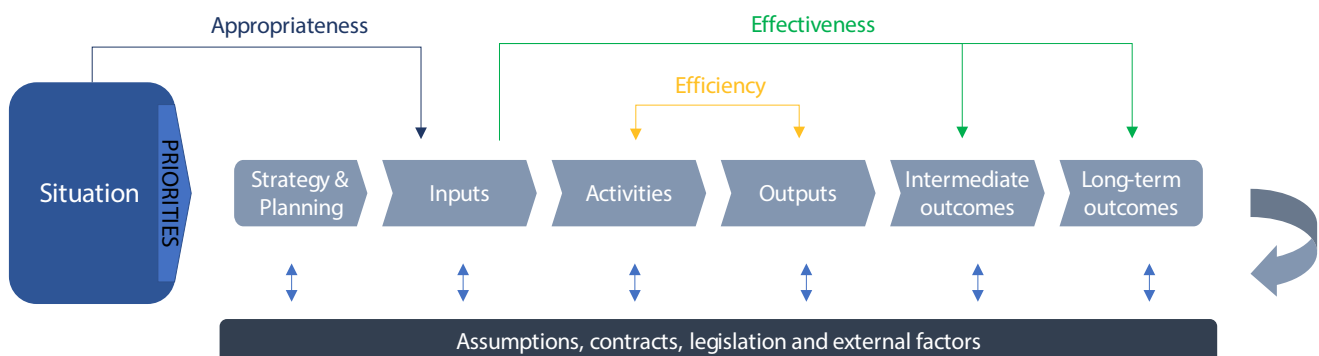 Appropriateness
Effectiveness
Efficiency
Situation
PRIORITIES
Strategy &
Planning
Inputs
Activities
Outputs
Intermediate
outcomes
Long-term
outcomes
Assumptions, contracts, legislation and external factors